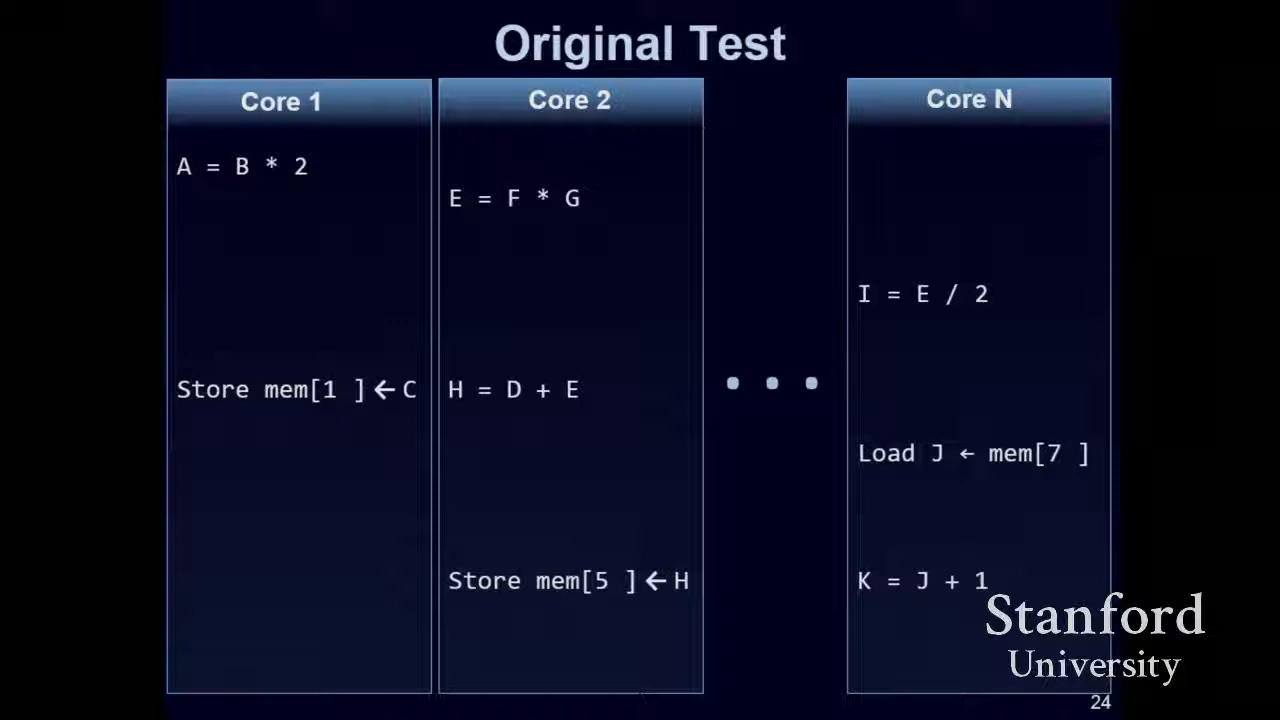 Original Test
Core 1
A = B * 2
Store mem[1 ] ← C
Core 2
E = F * G
H = D + E
Store mem[5 ] ← H
• • •
Core N
I = E / 2
Load J ← mem[7 ]
K = J + 1
Stanford
University
24